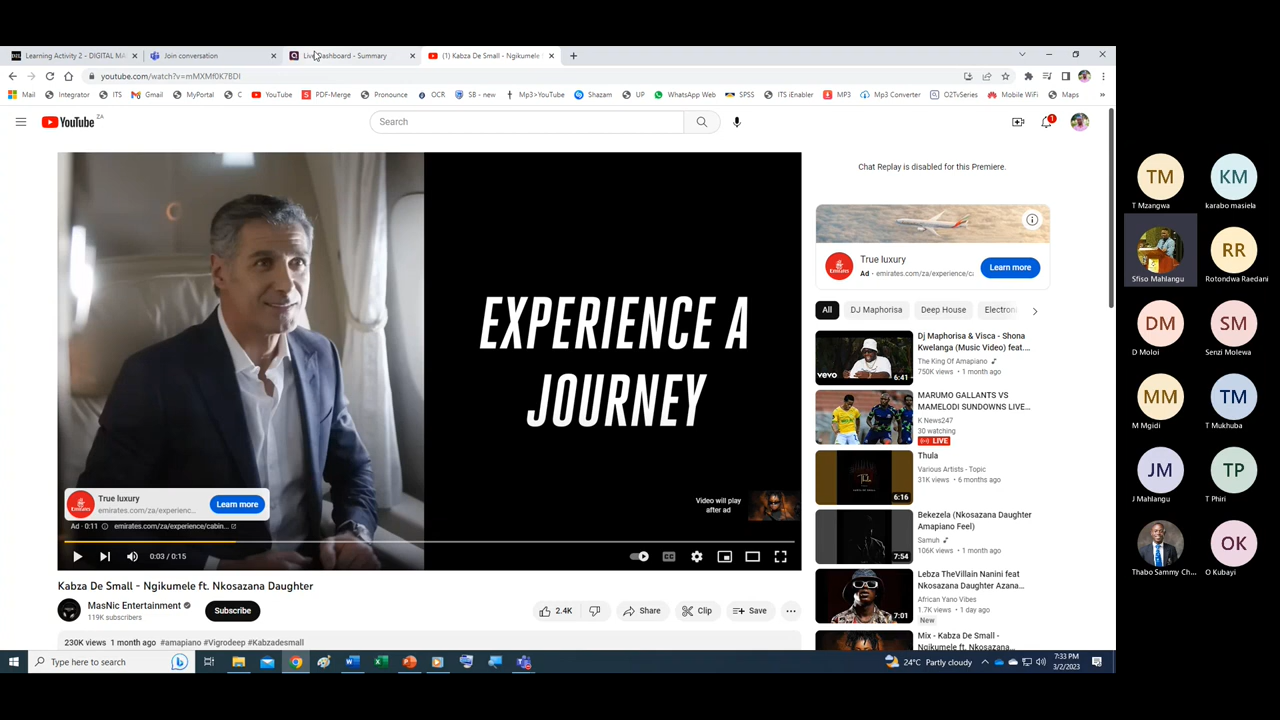 Learning Activity 2 - DIGITAL MA
Join conversation
Live Dashboard - Summary
(1) Kabza De Small - Ngikumele
youtube.com/watch?v=mMXMf0K7BDI
Mail
Integrator
ITS
Gmail
MyPortal
C
YouTube
PDF-Merge
Pronounce
OCR
SB - new
Mp3>YouTube
Shazam
UP
WhatsApp Web
SPSS
ITS iEnabler
MP3
Mp3 Converter
O2TvSeries
Mobile WiFi
Maps
YouTube ZA
Search
1
EXPERIENCE A
JOURNEY
True luxury
emirates.com/za/experienc...
Learn more
Ad · 0:11
emirates.com/za/experience/cabin...
Video will play
after ad
0:03 / 0:15
CC
Kabza De Small - Ngikumele ft. Nkosazana Daughter
MasNic Entertainment
119K subscribers
Subscribe
2.4K
Share
Clip
Save
230K views 1 month ago #amapiano #Vigrodeep #Kabzadesmall
Chat Replay is disabled for this Premiere.
True luxury
Emirates
Ad · emirates.com/za/experience/ca
Learn more
All
DJ Maphorisa
Deep House
Electron
vevo
6:41
Dj Maphorisa & Visca - Shona
Kwelanga (Music Video) feat....
The King Of Amapiano
750K views · 1 month ago
MARUMO GALLANTS VS
MAMELODI SUNDOWNS LIVE...
K News247
30 watching
LIVE
6:16
Thula
Various Artists - Topic
31K views · 6 months ago
7:54
Bekezela (Nkosazana Daughter
Amapiano Feel)
Samuh
106K views · 1 month ago
7:01
Lebza TheVillain Nanini feat
Nkosazana Daughter Azana...
African Yano Vibes
1.7K views · 1 day ago
New
Mix - Kabza De Small -
Ngikumele ft. Nkosazana...
Type here to search
24°C Partly cloudy
7:33 PM
3/2/2023
TM
T Mzangwa
KM
karabo masiela
Sfiso Mahlangu
RR
Rotondwa Raedani
DM
D Moloi
SM
Senzi Molewa
MM
M Mgidi
TM
T Mukhuba
JM
J Mahlangu
TP
T Phiri
Thabo Sammy Ch...
OK
O Kubayi